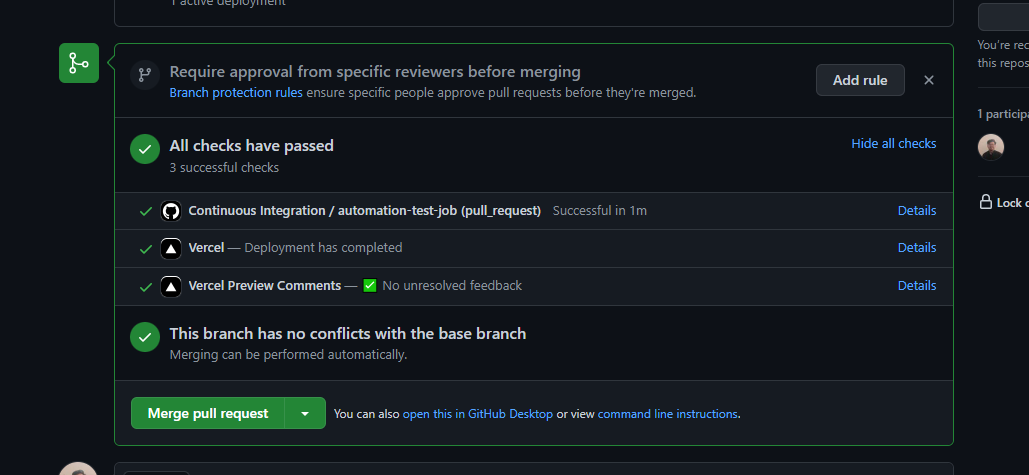 1 active deployment
Require approval from specific reviewers before merging
Branch protection rules ensure specific people approve pull requests before they're merged.
Add rule
All checks have passed
3 successful checks
Hide all checks
Continuous Integration / automation-test-job (pull_request) Successful in 1m Details
Vercel — Deployment has completed Details
Vercel Preview Comments — ✅ No unresolved feedback Details
This branch has no conflicts with the base branch
Merging can be performed automatically.
Merge pull request
You can also open this in GitHub Desktop or view command line instructions.
You're rec
this repos
1 participa
Lock c